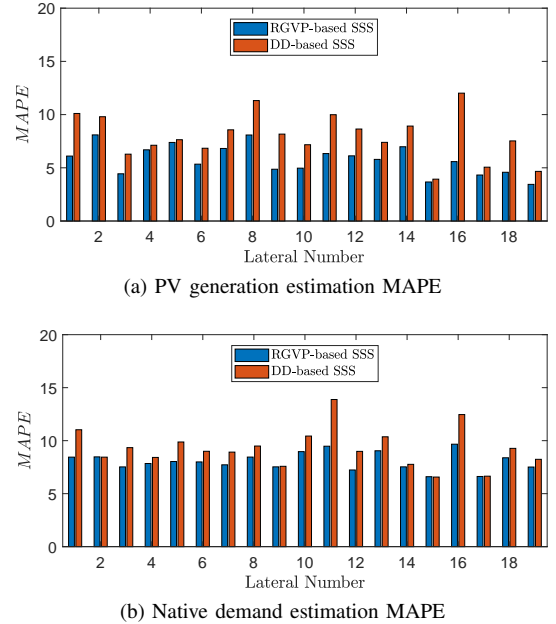 20
15
10
5
0
MAPE
RGVP-based SSS
DD-based SSS
2 4 6 8 10 12 14 16 18
Lateral Number
(a) PV generation estimation MAPE
20
15
10
5
0
MAPE
RGVP-based SSS
DD-based SSS
2 4 6 8 10 12 14 16 18
Lateral Number
(b) Native demand estimation MAPE